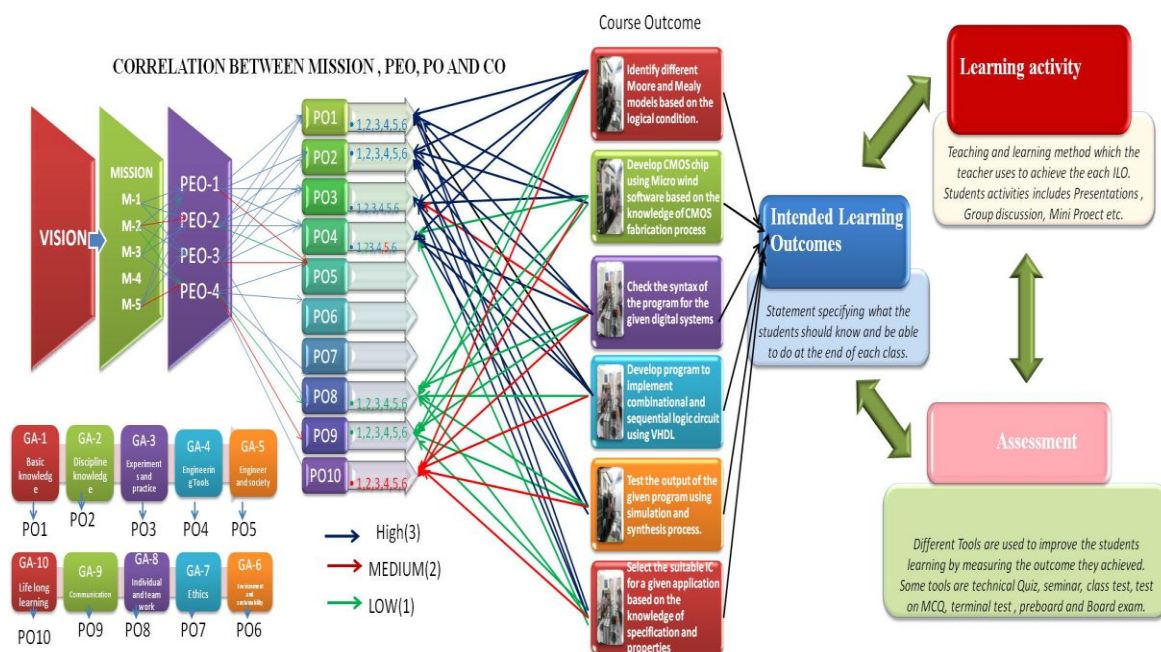 Course Outcome
CORRELATION BETWEEN MISSION , PEO, PO AND CO
VISION
MISSION
M-1
M-2
M-3
M-4
M-5
PEO-1
PEO-2
PEO-3
PEO-4
PO1
• 1,2,3,4,5,6
PO2
• 1,2,3,4,5,6
PO3
• 1,2,3,4,5,6
PO4
• 1,23,4,5,6
PO5
PO6
PO7
PO8
• 1,2,3,4,5,6
PO9
• 1,2,3,4,5,6
PO10
• 1,2,3,4,5,6
Identify different
Moore and Mealy
models based on the
logical condition.
Develop CMOS chip
using Micro wind
software based on the
knowledge of CMOS
fabrication process
Check the syntax of
the program for the
given digital systems
Develop program to
implement
combinational and
sequential logic circuit
using VHDL
Test the output of the
given program using
simulation and
synthesis process.
Select the suitable IC
for a given application
based on the
knowledge of
specification and
properties
Intended Learning
Outcomes
Statement specifying what the
students should know and be able
to do at the end of each class.
Learning activity
Teaching and learning method which the
teacher uses to achieve the each ILO.
Students activities includes Presentations ,
Group discussion, Mini Proect etc.
Assessment
Different Tools are used to improve the students
learning by measuring the outcome they achieved.
Some tools are technical Quiz, seminar, class test, test
on MCQ, terminal test , preboard and Board exam.
GA-1
Basic
knowledg
e
GA-2
Discipline
knowledg
e
GA-3
Experime
nts and
practice
GA-4
Engineerin
g Tools
GA-5
Engineer
and society
PO1
PO2
PO3
PO4
PO5
GA-10
Life long
learning
GA-9
Communication
GA-8
Individual
and team
work
GA-7
Ethics
GA-6
Environment and
sustainability
PO10
PO9
PO8
PO7
PO6
High(3)
MEDIUM(2)
LOW(1)